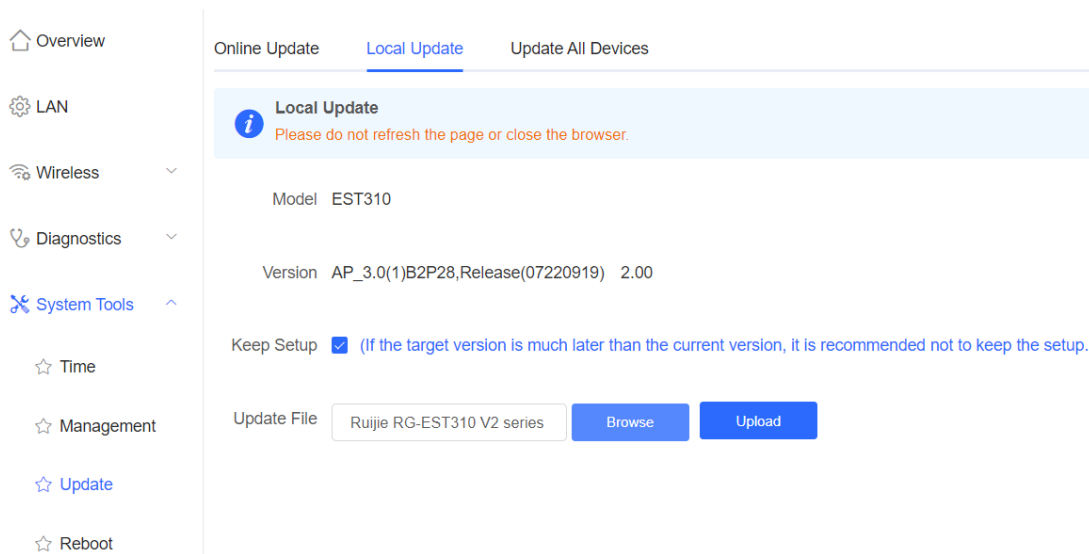 Overview
LAN
Wireless
Diagnostics
System Tools
Time
Management
Update
Reboot
Online Update Local Update Update All Devices
Local Update
Please do not refresh the page or close the browser.
Model EST310
Version AP_3.0(1)B2P28,Release(07220919) 2.00
Keep Setup (If the target version is much later than the current version, it is recommended not to keep the setup.
Update File Ruijie RG-EST310 V2 series Browse Upload